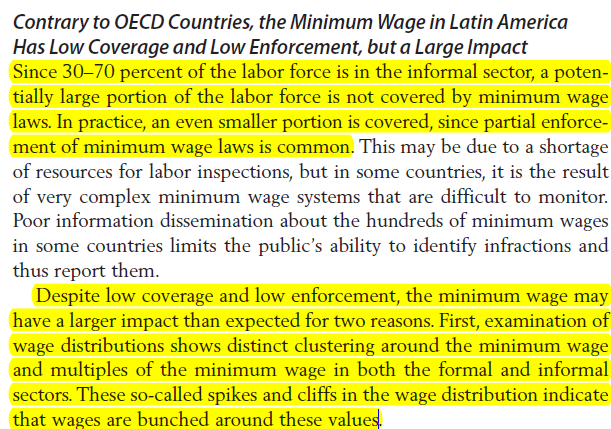 Contrary to OECD Countries, the Minimum Wage in Latin America
Has Low Coverage and Low Enforcement, but a Large Impact
Since 30–70 percent of the labor force is in the informal sector, a poten-
tially large portion of the labor force is not covered by minimum wage
laws. In practice, an even smaller portion is covered, since partial enforce-
ment of minimum wage laws is common. This may be due to a shortage
of resources for labor inspections, but in some countries, it is the result
of very complex minimum wage systems that are difficult to monitor.
Poor information dissemination about the hundreds of minimum wages
in some countries limits the public’s ability to identify infractions and
thus report them.
Despite low coverage and low enforcement, the minimum wage may
have a larger impact than expected for two reasons. First, examination of
wage distributions shows distinct clustering around the minimum wage
and multiples of the minimum wage in both the formal and informal
sectors. These so-called spikes and cliffs in the wage distribution indicate
that wages are bunched around these values.